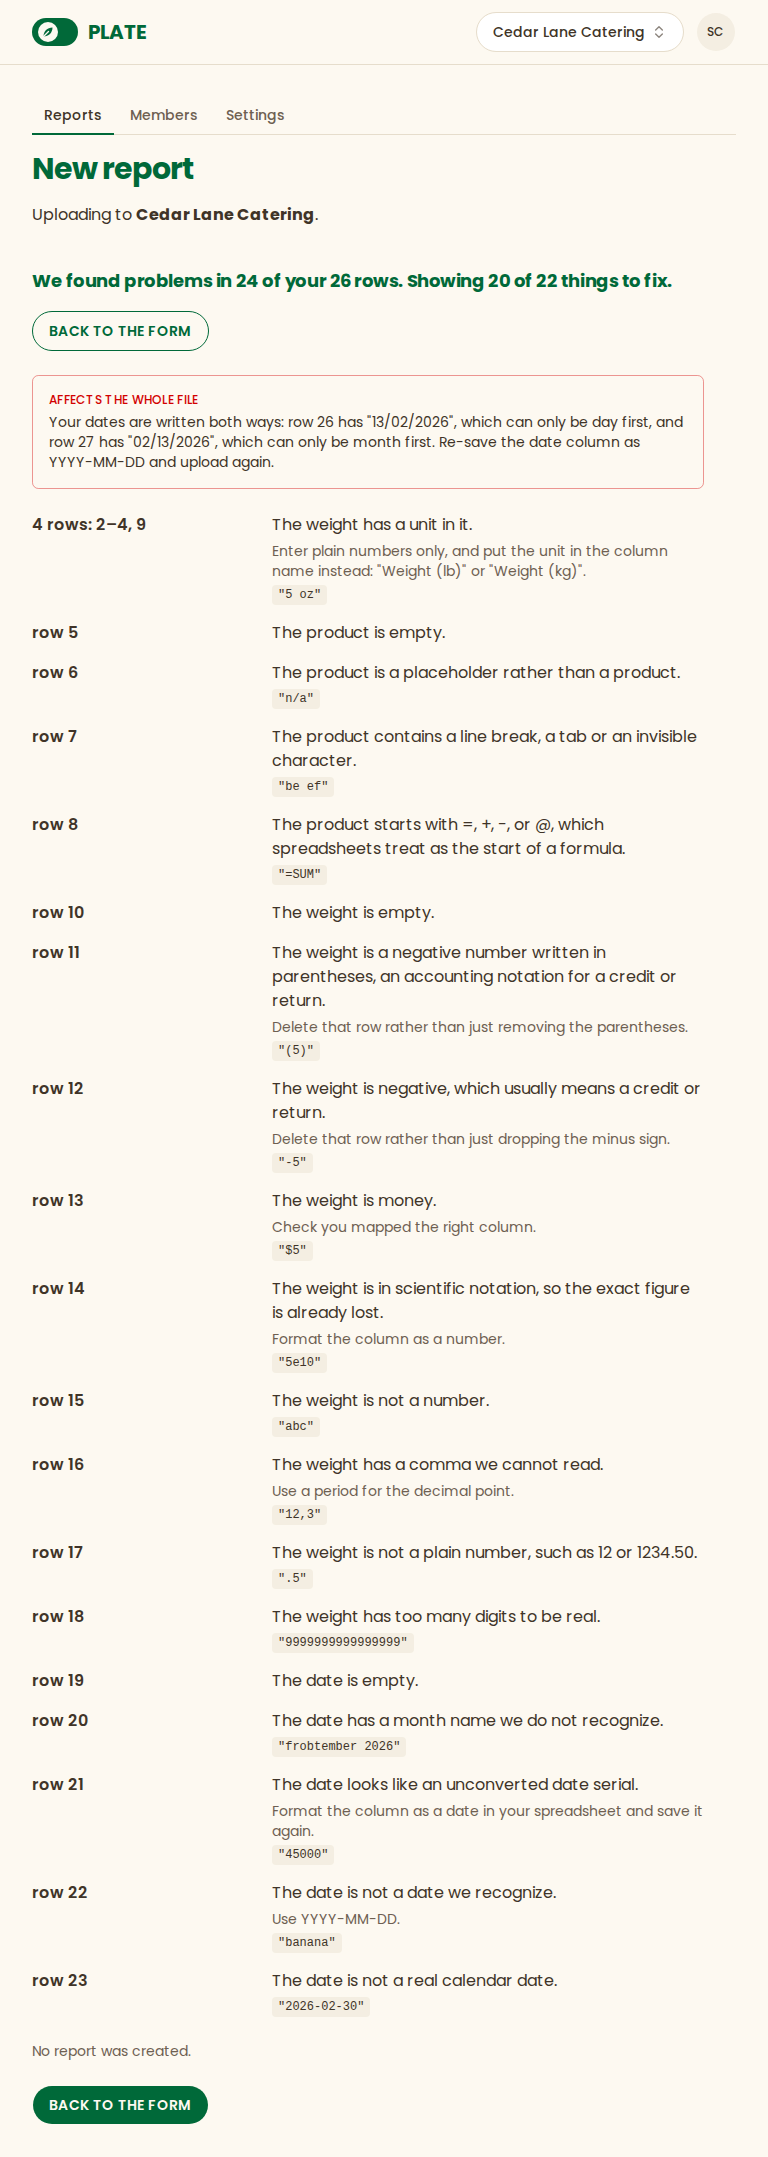 PLATE
Cedar Lane Catering
SC
Reports
Members
Settings
New report
Uploading to Cedar Lane Catering.
We found problems in 24 of your 26 rows. Showing 20 of 22 things to fix.
BACK TO THE FORM
AFFECTS THE WHOLE FILE
Your dates are written both ways: row 26 has "13/02/2026", which can only be day first, and
row 27 has "02/13/2026", which can only be month first. Re-save the date column as
YYYY-MM-DD and upload again.
4 rows: 2–4, 9
The weight has a unit in it.
Enter plain numbers only, and put the unit in the column
name instead: "Weight (lb)" or "Weight (kg)".
"5 oz"
row 5
The product is empty.
row 6
The product is a placeholder rather than a product.
"n/a"
row 7
The product contains a line break, a tab or an invisible
character.
"be ef"
row 8
The product starts with =, +, -, or @, which
spreadsheets treat as the start of a formula.
"=SUM"
row 10
The weight is empty.
row 11
The weight is a negative number written in
parentheses, an accounting notation for a credit or
return.
Delete that row rather than just removing the parentheses.
"(5)"
row 12
The weight is negative, which usually means a credit or
return.
Delete that row rather than just dropping the minus sign.
"-5"
row 13
The weight is money.
Check you mapped the right column.
"$5"
row 14
The weight is in scientific notation, so the exact figure
is already lost.
Format the column as a number.
"5e10"
row 15
The weight is not a number.
"abc"
row 16
The weight has a comma we cannot read.
Use a period for the decimal point.
"12,3"
row 17
The weight is not a plain number, such as 12 or 1234.50.
".5"
row 18
The weight has too many digits to be real.
"9999999999999999"
row 19
The date is empty.
row 20
The date has a month name we do not recognize.
"frobtember 2026"
row 21
The date looks like an unconverted date serial.
Format the column as a date in your spreadsheet and save it
again.
"45000"
row 22
The date is not a date we recognize.
Use YYYY-MM-DD.
"banana"
row 23
The date is not a real calendar date.
"2026-02-30"
No report was created.
BACK TO THE FORM